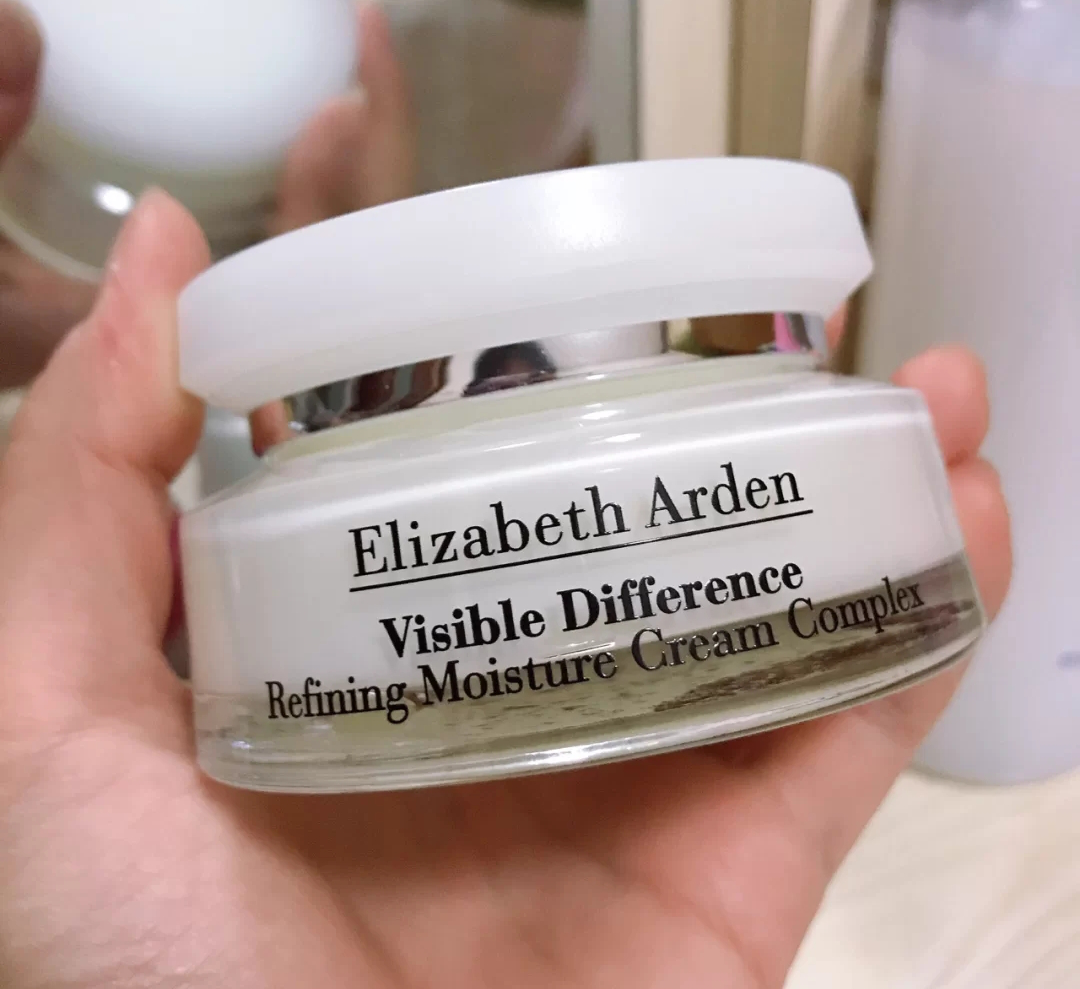 Elizabeth Arden
Visible Difference
Refining Moisture Cream Complex